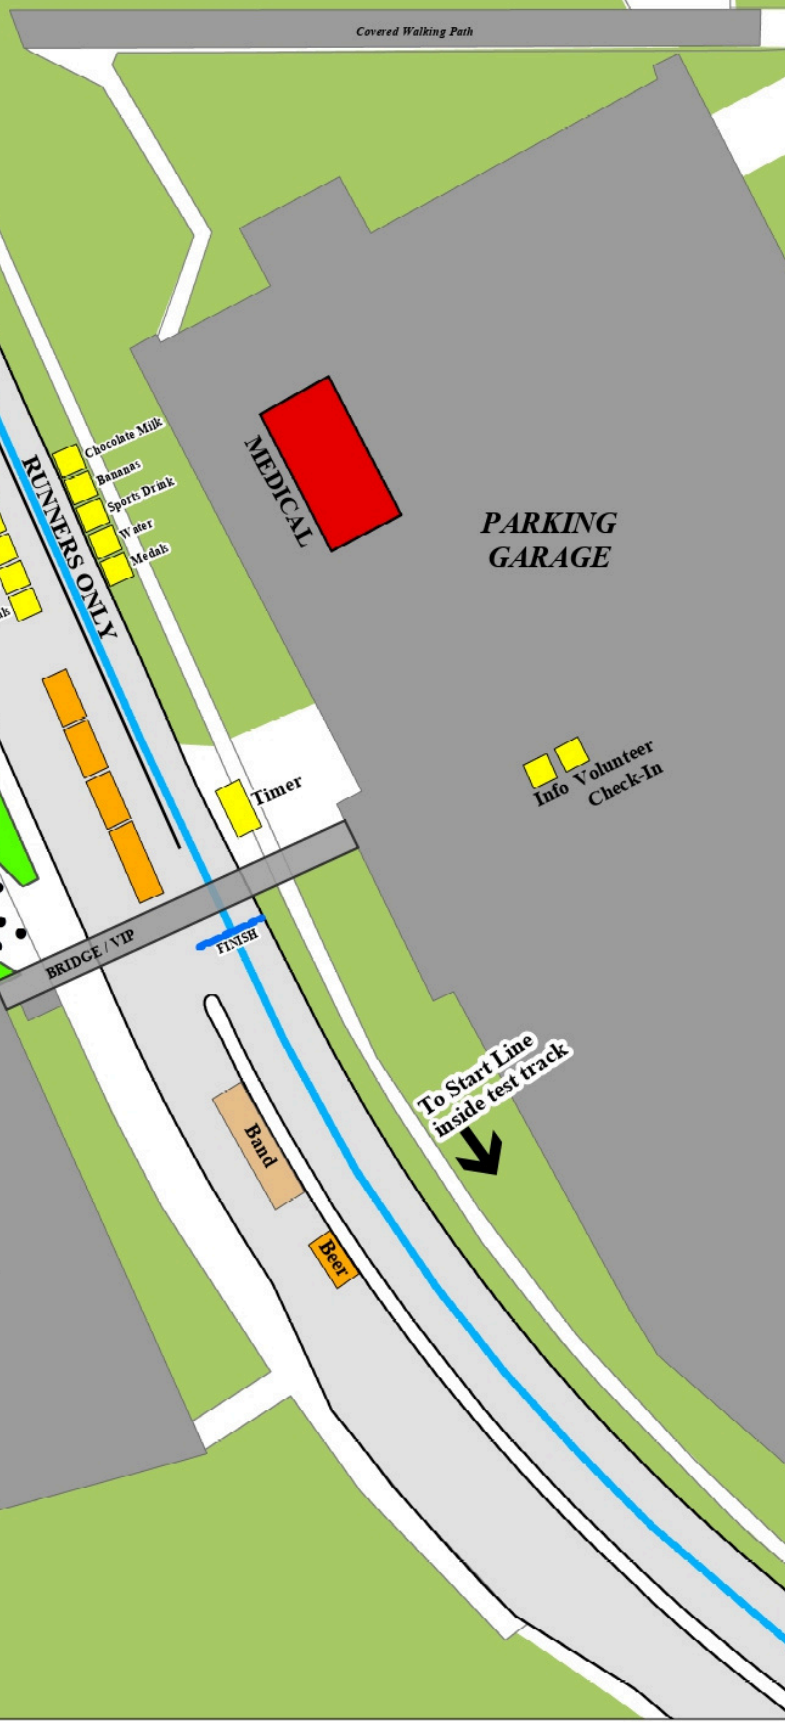 Covered Walking Path
Chocolate Milk
Bananas
Sports Drink
Water
Medals
RUNNERS ONLY
MEDICAL
PARKING
GARAGE
Info
Volunteer
Check-In
Timer
BRIDGE / VIP
FINISH
To Start Line
inside test track
Band
Beer